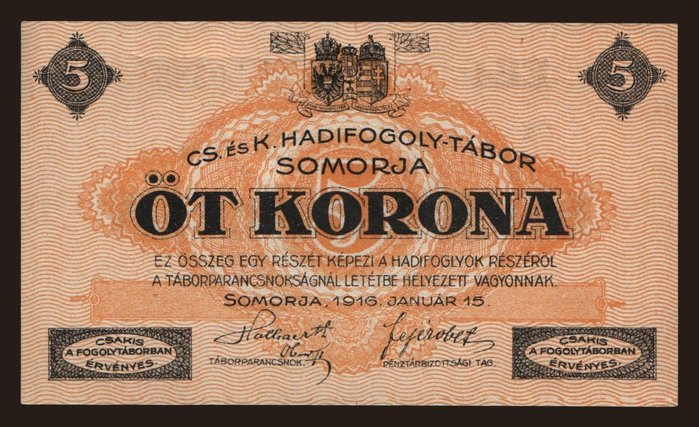 5 5
CS. ÉS K. HADIFOGOLY-TÁBOR
SOMORJA
ÖT KORONA
EZ ÖSSZEG EGY RÉSZÉT KÉPEZI A HADIFOGLYOK RÉSZÉRŐL
A TÁBORPARANCSNOKSÁGNÁL LETÉTBE HELYEZETT VAGYONNAK.
SOMORJA, 1916. JANUÁR 15.
CSAKIS
A FOGOLYTÁBORBAN
ÉRVÉNYES
TÁBORPARANCSNOK.
PÉNZTÁRBIZOTTSÁGI TAG.
CSAKIS
A FOGOLYTÁBORBAN
ÉRVÉNYES